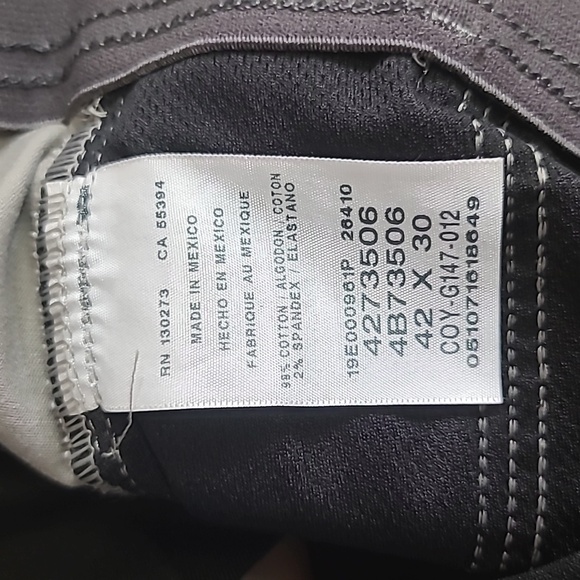 RN 130273 CA 55394
MADE IN MEXICO
HECHO EN MEXICO
FABRIQUE AU MEXIQUE
98% COTTON / ALGODON, COTON
2% SPANDEX / ELASTANO
19E000961P 26410
4273506
4B73506
42 X 30
COY-G147-012
051071618649